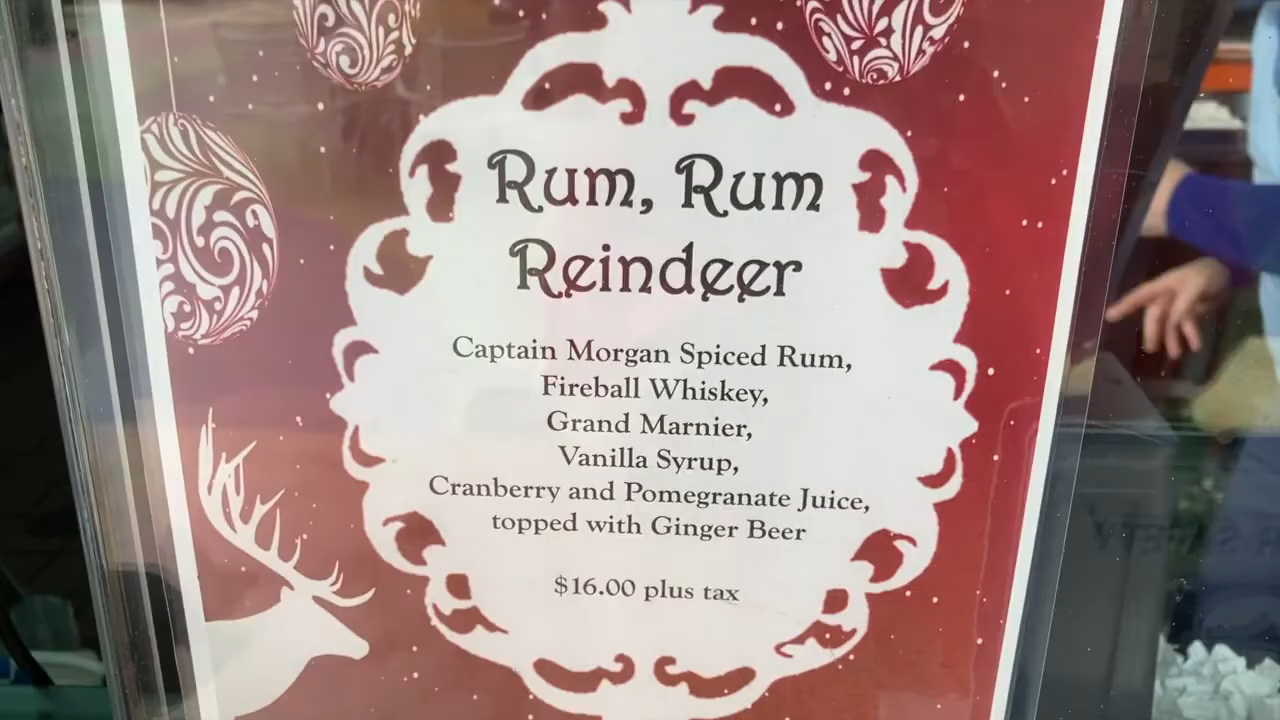 Rum, Rum
Reindeer
Captain Morgan Spiced Rum,
Fireball Whiskey,
Grand Marnier,
Vanilla Syrup,
Cranberry and Pomegranate Juice,
topped with Ginger Beer
$16.00 plus tax